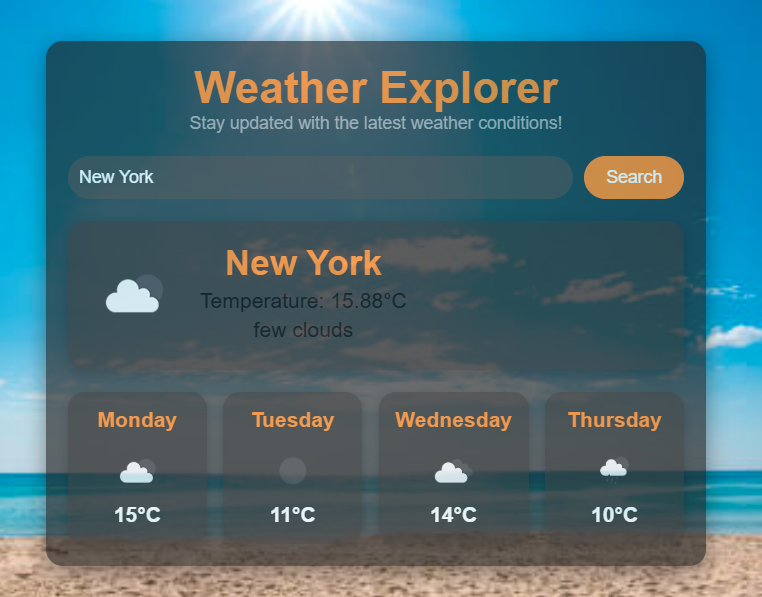 Weather Explorer
Stay updated with the latest weather conditions!
New York
Search
New York
Temperature: 15.88°C
few clouds
Monday
Tuesday
Wednesday
Thursday
15°C
11°C
14°C
10°C